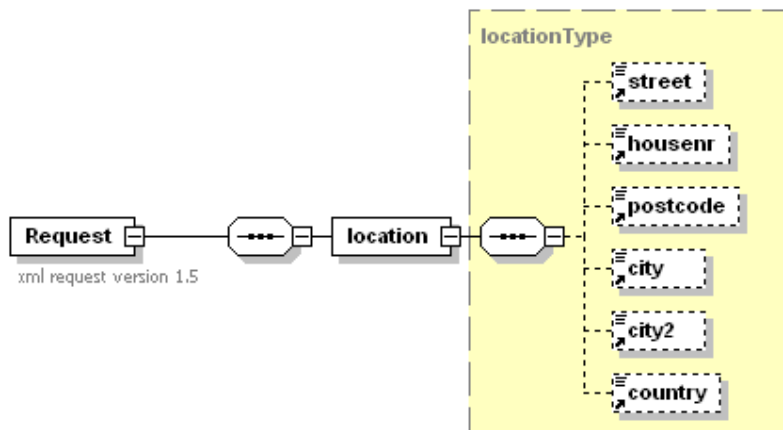 locationType
street
housenr
postcode
Request
location
xml request version 1.5
city
city2
country